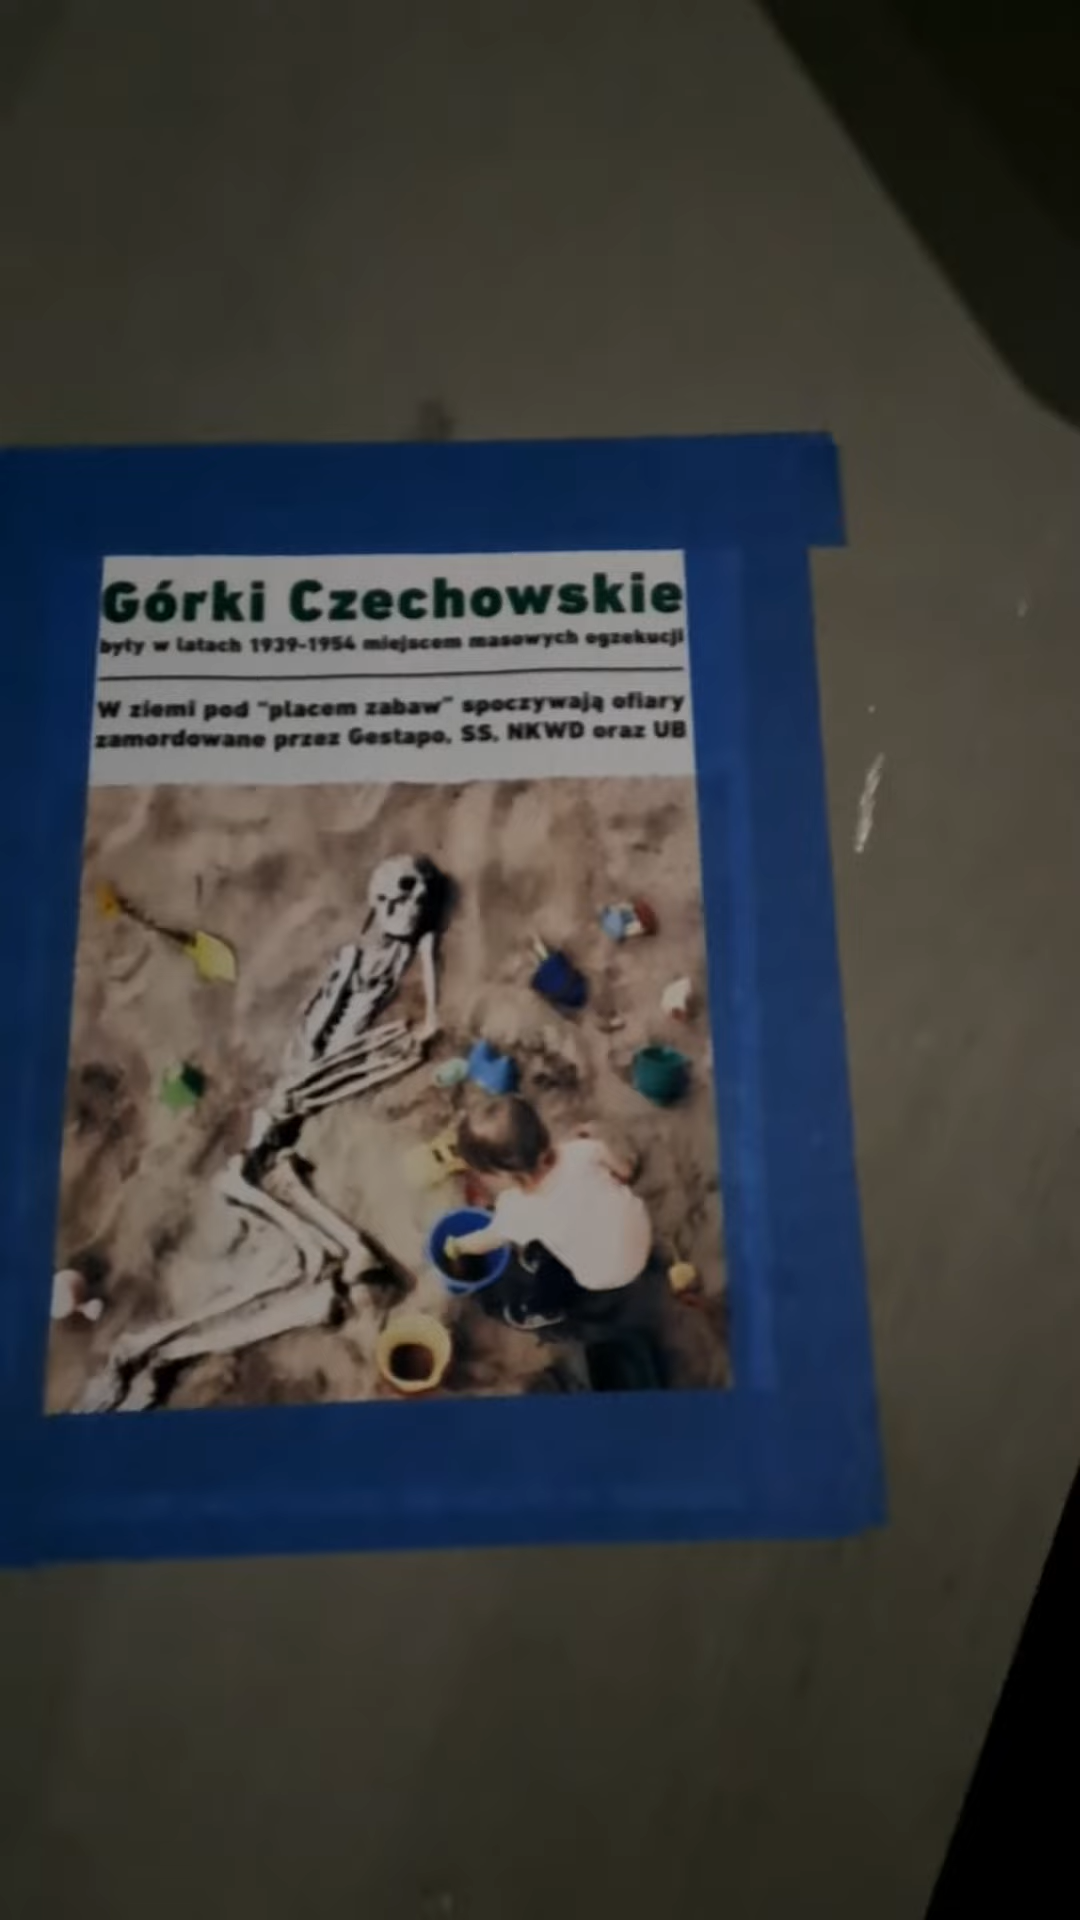 Górki Czechowskie
były w latach 1939-1954 miejscem masowych egzekucji
W ziemi pod "placem zabaw" spoczywają ofiary
zamordowane przez Gestapo, SS, NKWD oraz UB